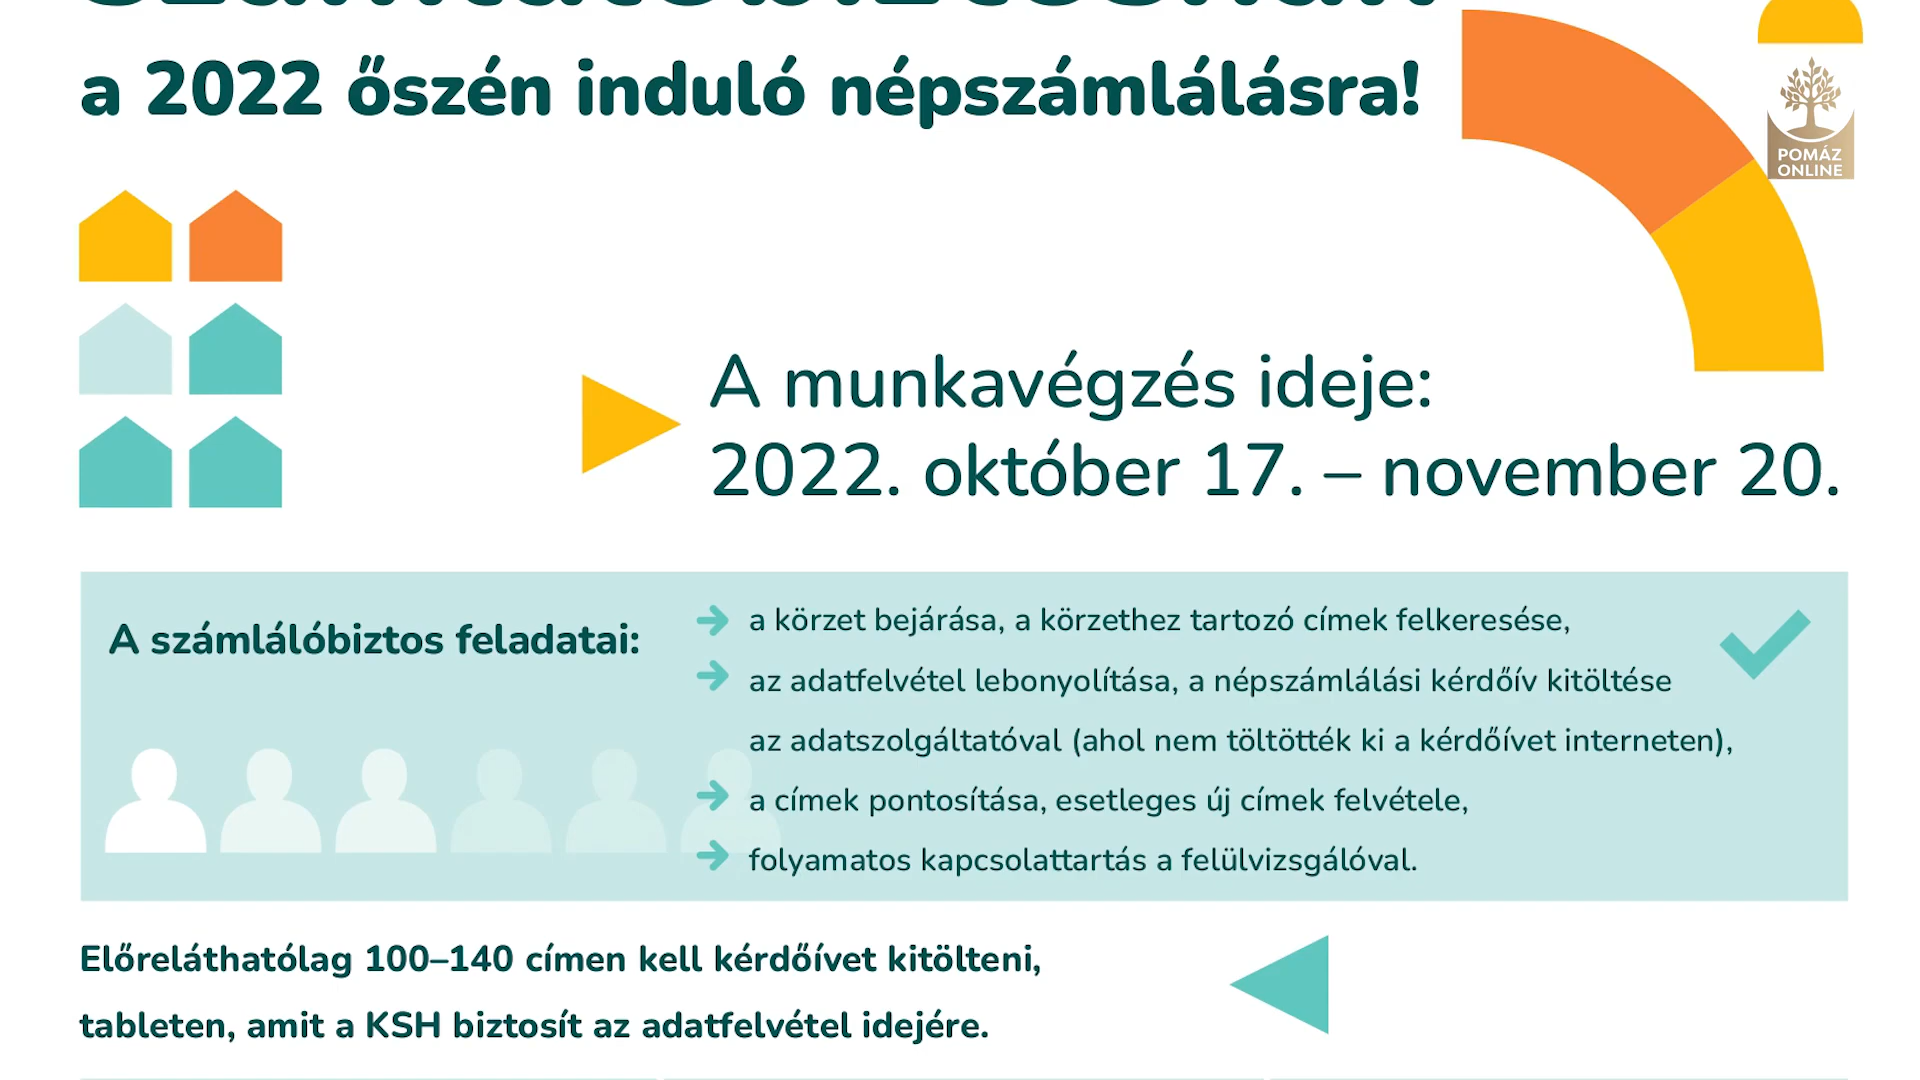 a 2022 őszén induló népszámlálásra!
POMÁZ
ONLINE
A munkavégzés ideje:
2022. október 17. – november 20.
A számlálóbiztos feladatai:
a körzet bejárása, a körzethez tartozó címek felkeresése,
az adatfelvétel lebonyolítása, a népszámlálási kérdőív kitöltése
az adatszolgáltatóval (ahol nem töltötték ki a kérdőívet interneten),
a címek pontosítása, esetleges új címek felvétele,
folyamatos kapcsolattartás a felülvizsgálóval.
Előreláthatólag 100–140 címen kell kérdőívet kitölteni,
tableten, amit a KSH biztosít az adatfelvétel idejére.